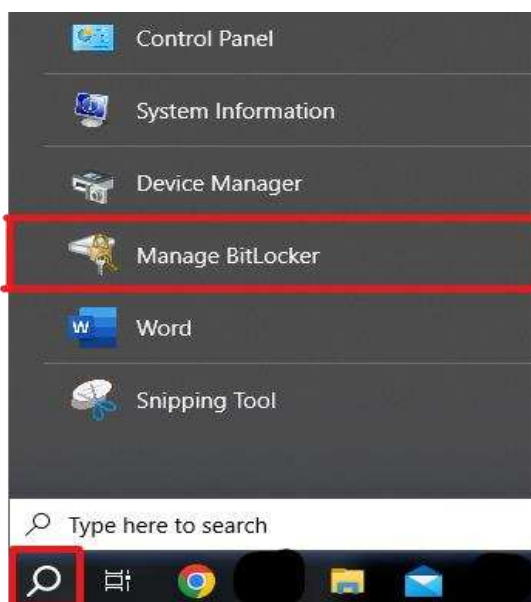 Control Panel
System Information
Device Manager
Manage BitLocker
W Word
Snipping Tool
Type here to search